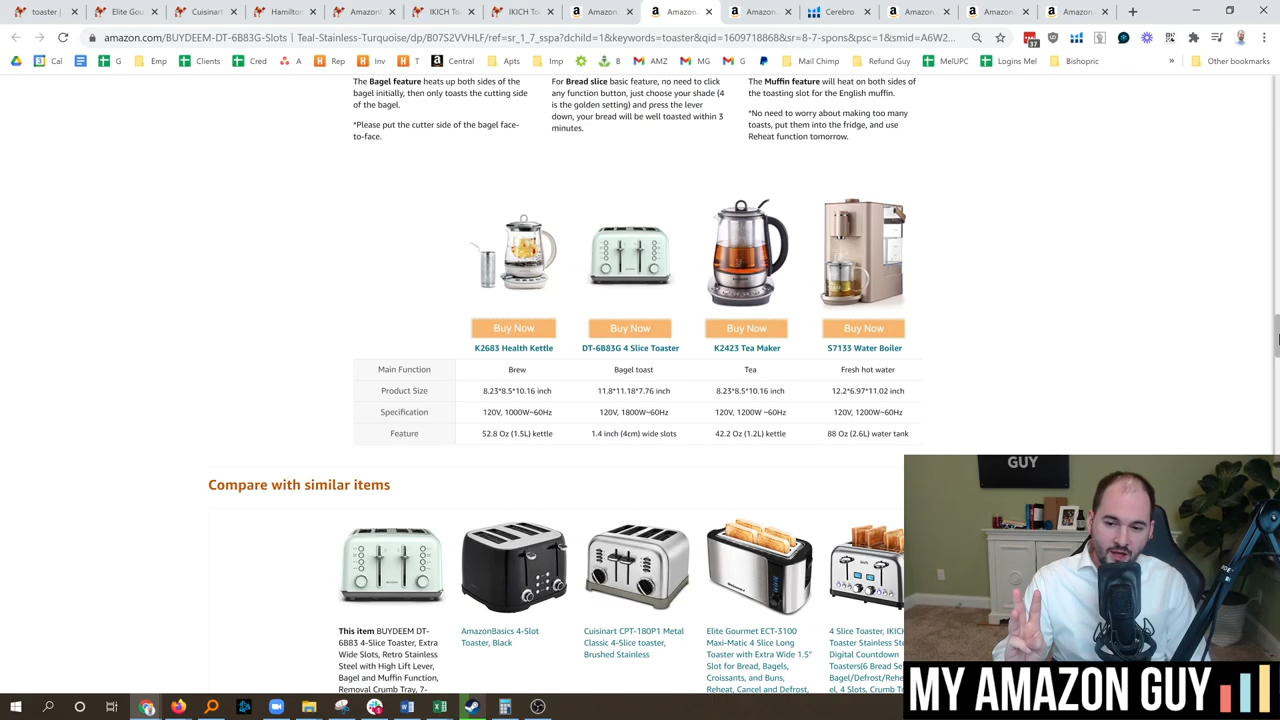 toaster |
Elite Gou
Cuisinart
Hamilton
Amazon
IKICH To
IKICH To
Amazon
Amazon.
Amazon.
Cerebro
Amazon.
Amazon.
Amazon.
amazon.com/BUYDEEM-DT-6B83G-Slots | Teal-Stainless-Turquoise/dp/B07S2VVHLF/ref=sr_1_7_sspa?dchild=1&keywords=toaster&qid=1609718868&sr=8-7-spons&psc=1&smid=A6W2...
37
Cal
G
Emp
Clients
Cred
A
Rep
Inv
T
Central
Apts
Imp
B
AMZ
MG
G
Mail Chimp
Refund Guy
MelUPC
Logins Mel
Bishopric
»
Other bookmarks
The Bagel feature heats up both sides of the
bagel initially, then only toasts the cutting side
of the bagel.
*Please put the cutter side of the bagel face-
to-face.
For Bread slice basic feature, no need to click
any function button, just choose your shade (4
is the golden setting) and press the lever
down, your bread will be well toasted within 3
minutes.
The Muffin feature will heat on both sides of
the toasting slot for the English muffin.
*No need to worry about making too many
toasts, put them into the fridge, and use
Reheat function tomorrow.
Buy Now
Buy Now
Buy Now
Buy Now
K2683 Health Kettle
DT-6B83G 4 Slice Toaster
K2423 Tea Maker
S7133 Water Boiler
Main Function
Brew
Bagel toast
Tea
Fresh hot water
Product Size
8.23*8.5*10.16 inch
11.8*11.18*7.76 inch
8.23*8.5*10.16 inch
12.2*6.97*11.02 inch
Specification
120V, 1000W~60Hz
120V, 1800W~60Hz
120V, 1200W ~60Hz
120V, 1200W~60Hz
Feature
52.8 Oz (1.5L) kettle
1.4 inch (4cm) wide slots
42.2 Oz (1.2L) kettle
88 Oz (2.6L) water tank
Compare with similar items
This item BUYDEEM DT-
6B83 4-Slice Toaster, Extra
Wide Slots, Retro Stainless
Steel with High Lift Lever,
Bagel and Muffin Function,
Removal Crumb Tray, 7-
AmazonBasics 4-Slot
Toaster, Black
Cuisinart CPT-180P1 Metal
Classic 4-Slice toaster,
Brushed Stainless
Elite Gourmet ECT-3100
Maxi-Matic 4 Slice Long
Toaster with Extra Wide 1.5"
Slot for Bread, Bagels,
Croissants, and Buns,
Reheat, Cancel and Defrost,
4 Slice Toaster, IKICH
Toaster Stainless Ste
Digital Countdown
Toasters(6 Bread Se
Bagel/Defrost/Rehe
el, 4 Slots, Crumb Tr
GUY
MY AMAZON GUY